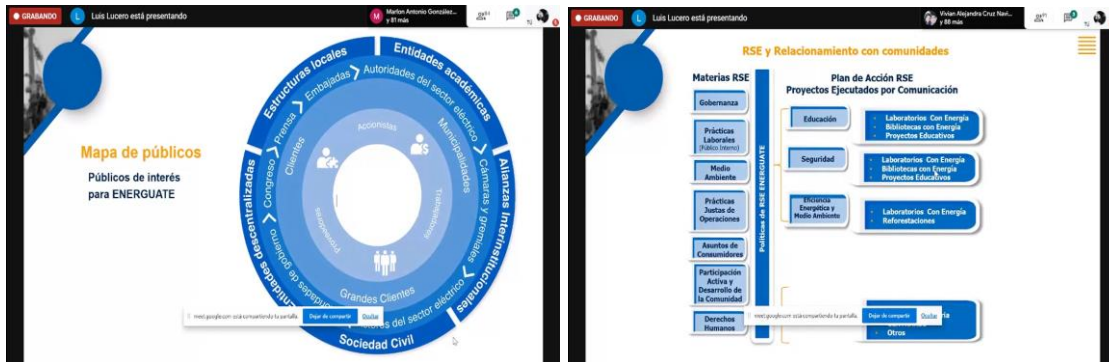 GRABANDO
L
Luis Lucero está presentando
M
Marlon Antonio González...
y 81 más
Mapa de públicos
Públicos de interés
para ENERGUATE
Estructuras locales
Entidades académicas
Alianzas Interinstitucionales
Sociedad Civil
Entidades descentralizadas
Congreso
Prensa
Embajadas
Autoridades del sector eléctrico
Municipalidades
Cámaras y gremiales
del sector eléctrico
de gobierno
Clientes
Accionistas
Trabajadores
Proveedores
Grandes Clientes
meet.google.com está compartiendo tu pantalla.
Dejar de compartir
Ocultar
GRABANDO
L
Luis Lucero está presentando
Vivian Alejandra Cruz Navi...
y 88 más
RSE y Relacionamiento con comunidades
Materias RSE
Gobernanza
Prácticas
Laborales
(Público Interno)
Medio
Ambiente
Prácticas
Justas de
Operaciones
Asuntos de
Consumidores
Participación
Activa y
Desarrollo de
la Comunidad
Derechos
Humanos
Políticas de RSE ENERGUATE
Plan de Acción RSE
Proyectos Ejecutados por Comunicación
Educación
Laboratorios Con Energía
Bibliotecas con Energía
Proyectos Educativos
Seguridad
Laboratorios Con Energía
Bibliotecas con Energía
Proyectos Educativos
Eficiencia
Energética y
Medio Ambiente
Laboratorios Con Energía
Reforestaciones
Otros
meet.google.com está compartiendo tu pantalla.
Dejar de compartir
Ocultar